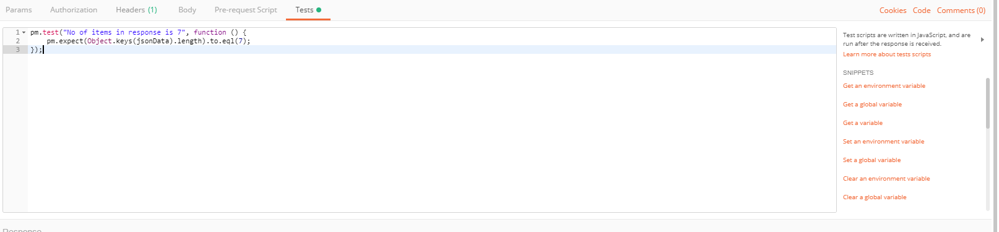 Params Authorization Headers (1) Body Pre-request Script Tests Cookies Code Comments (0)
1 pm.test("No of items in response is 7", function () {
2 pm.expect(Object.keys(jsonData).length).to.eql(7);
3 });
Test scripts are written in JavaScript, and are
run after the response is received.
Learn more about tests scripts
SNIPPETS
Get an environment variable
Get a global variable
Get a variable
Set an environment variable
Set a global variable
Clear an environment variable
Clear a global variable
Response